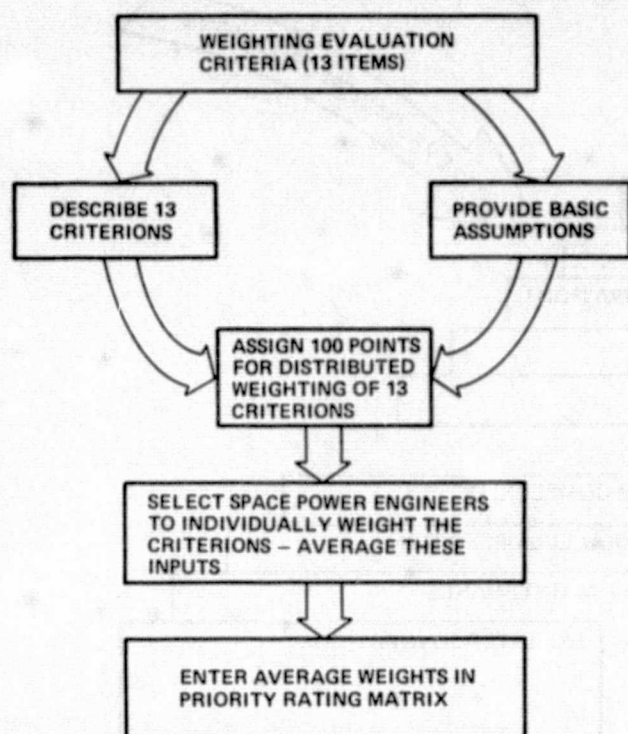 WEIGHTING EVALUATION
CRITERIA (13 ITEMS)
DESCRIBE 13
CRITERIONS
PROVIDE BASIC
ASSUMPTIONS
ASSIGN 100 POINTS
FOR DISTRIBUTED
WEIGHTING OF 13
CRITERIONS
SELECT SPACE POWER ENGINEERS
TO INDIVIDUALLY WEIGHT THE
CRITERIONS – AVERAGE THESE
INPUTS
ENTER AVERAGE WEIGHTS IN
PRIORITY RATING MATRIX